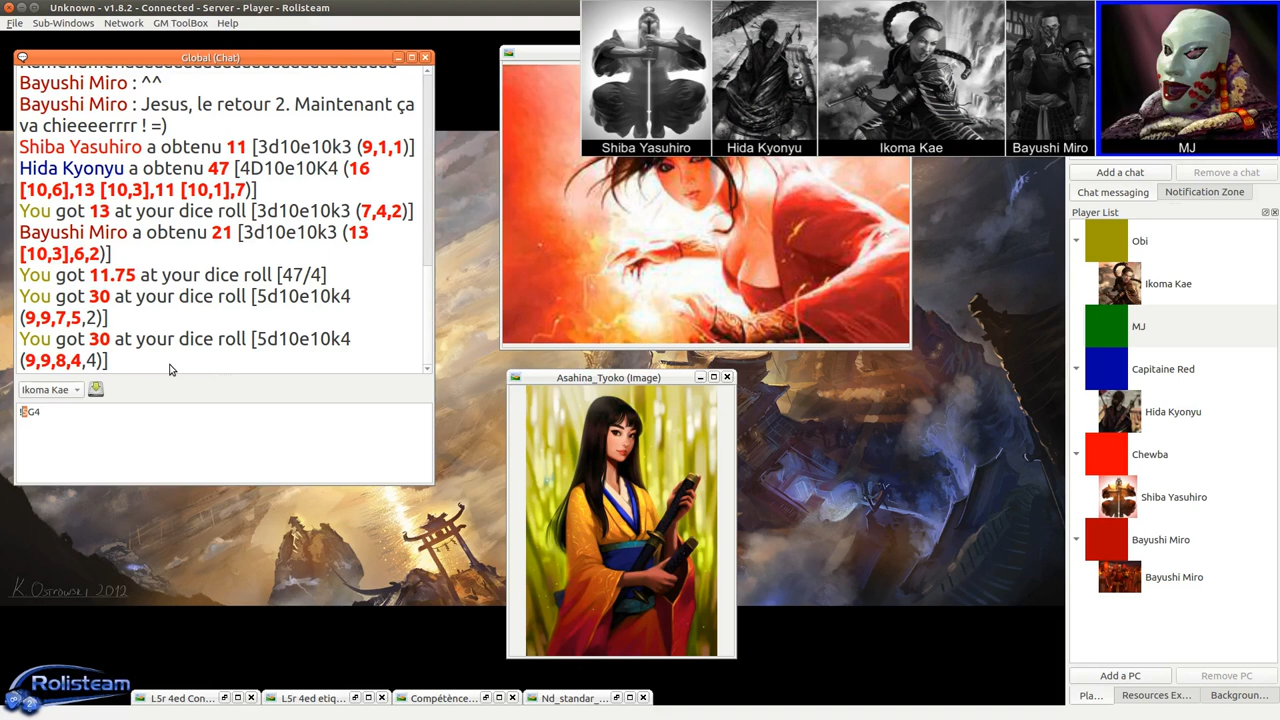 Unknown - v1.8.2 - Connected - Server - Player - Rolisteam
File Sub-Windows Network GM ToolBox Help
Global (Chat)
Bayushi Miro : ^^
Bayushi Miro : Jesus, le retour 2. Maintenant ça
va chieeeerrrr ! =)
Shiba Yasuhiro a obtenu 11 [3d10e10k3 (9,1,1)]
Hida Kyonyu a obtenu 47 [4D10E10K4 (16
[10,6],13 [10,3],11 [10,1],7)]
You got 13 at your dice roll [3d10e10k3 (7,4,2)]
Bayushi Miro a obtenu 21 [3d10e10k3 (13
[10,3],6,2)]
You got 11.75 at your dice roll [47/4]
You got 30 at your dice roll [5d10e10k4
(9,9,7,5,2)]
You got 30 at your dice roll [5d10e10k4
(9,9,8,4,4)]
Ikoma Kae
!5G4
Asahina_Tyoko (Image)
Shiba Yasuhiro
Hida Kyonyu
Ikoma Kae
Bayushi Miro
MJ
Add a chat
Remove a chat
Chat messaging
Notification Zone
Player List
Obi
Ikoma Kae
MJ
Capitaine Red
Hida Kyonyu
Chewba
Shiba Yasuhiro
Bayushi Miro
Bayushi Miro
Add a PC
Remove PC
Pla...
Resources Ex...
Backgroun...
K OSTROWSKI 2012
Rolisteam
L5r 4ed Con...
L5r 4ed etiq...
Compétènce...
Nd_standar_...